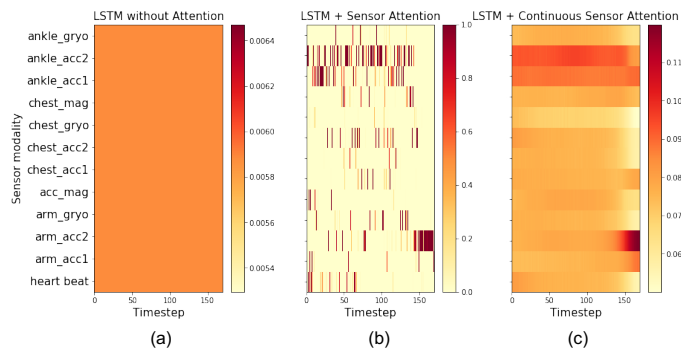 LSTM without Attention
LSTM + Sensor Attention
LSTM + Continuous Sensor Attention
Sensor modality
ankle_gryo
ankle_acc2
ankle_acc1
chest_mag
chest_gryo
chest_acc2
chest_acc1
acc_mag
arm_gryo
arm_acc2
arm_acc1
heart beat
0 50 100 150
Timestep
0.0064
0.0062
0.0060
0.0058
0.0056
0.0054
0 50 100 150
Timestep
1.0
0.8
0.6
0.4
0.2
0.0
0 50 100 150
Timestep
0.11
0.10
0.09
0.08
0.07
0.06
(a)
(b)
(c)